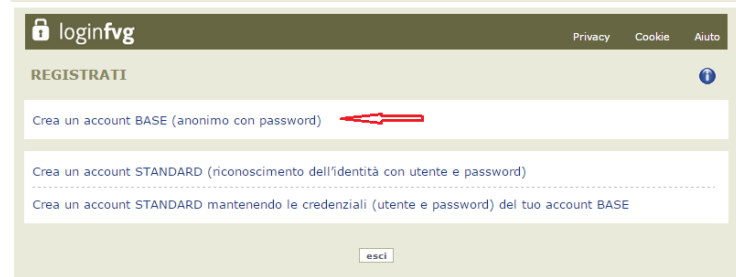 loginfvg
Privacy Cookie Aiuto
REGISTRATI
Crea un account BASE (anonimo con password)
Crea un account STANDARD (riconoscimento dell'identità con utente e password)
Crea un account STANDARD mantenendo le credenziali (utente e password) del tuo account BASE
esci